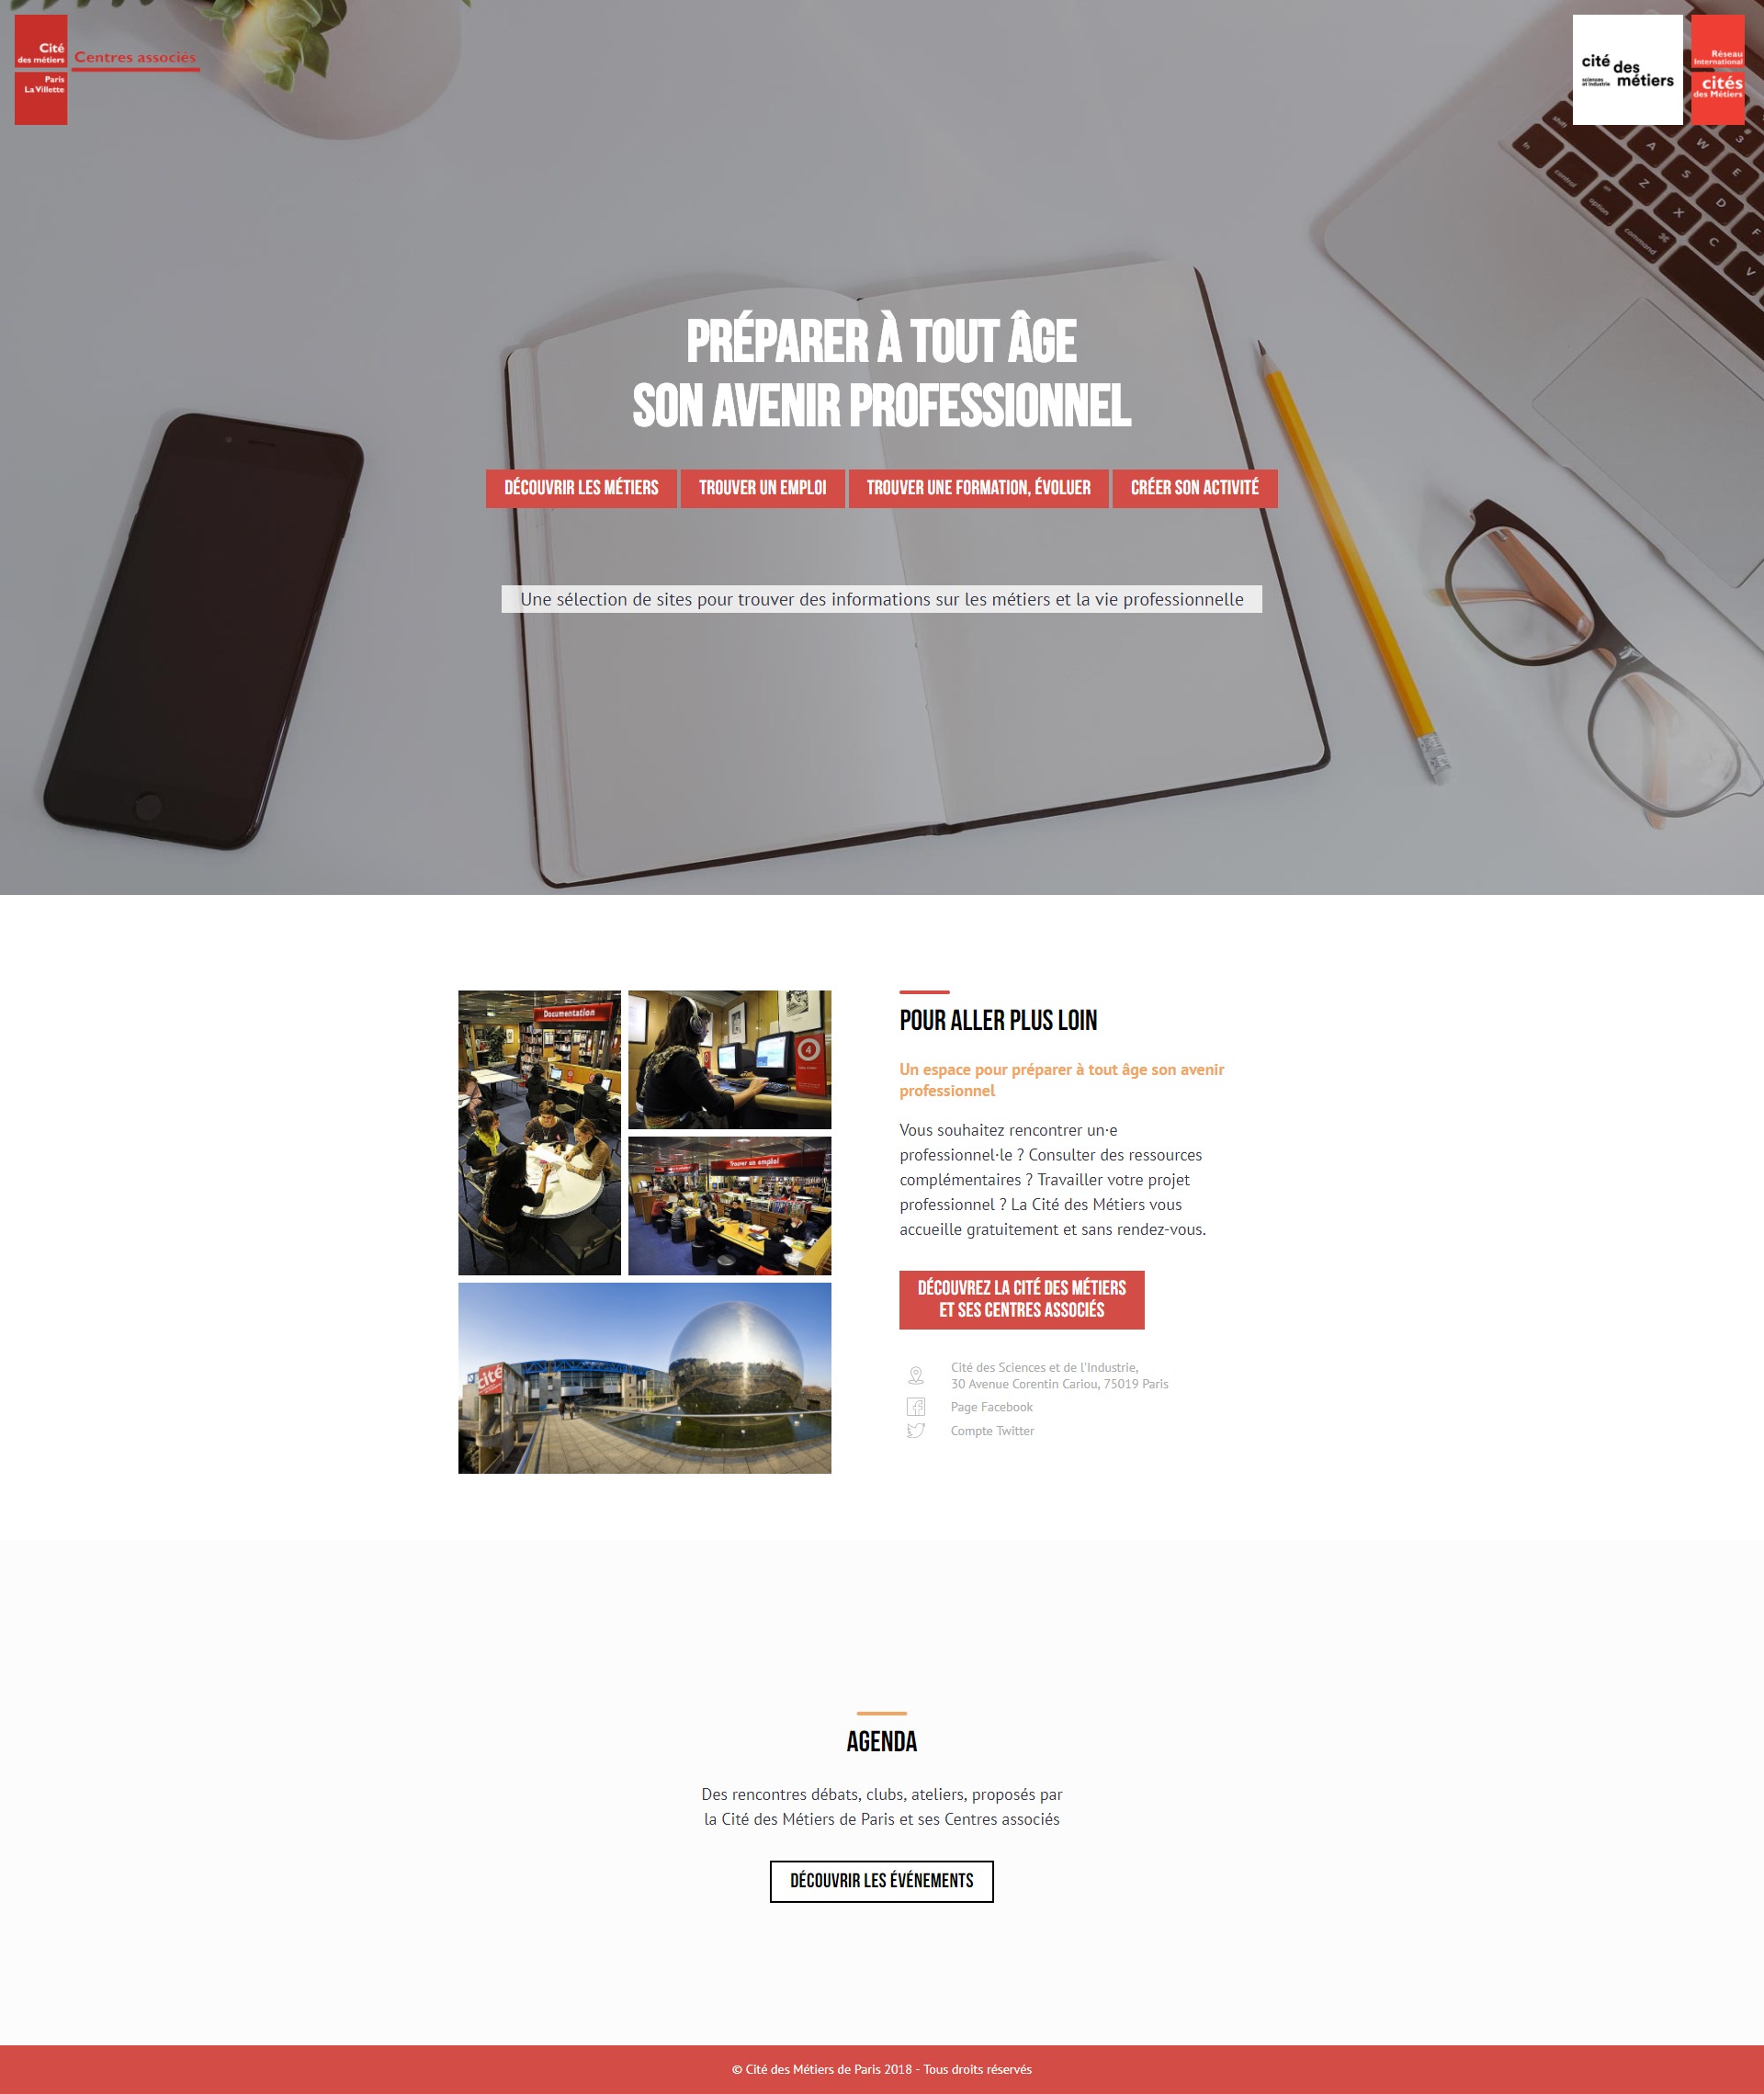 Cité
des métiers
Centres associés
Paris
La Villette
cité des
sciences
et industrie
métiers
Réseau
International
cités
des Métiers
shift
fn
control
option
command
A
W
3
E
Z
S
D
X
C
F
V
PRÉPARER À TOUT ÂGE
SON AVENIR PROFESSIONNEL
DÉCOUVRIR LES MÉTIERS
TROUVER UN EMPLOI
TROUVER UNE FORMATION, ÉVOLUER
CRÉER SON ACTIVITÉ
Une sélection de sites pour trouver des informations sur les métiers et la vie professionnelle
Documentation
4
Trouver un emploi
cité
POUR ALLER PLUS LOIN
Un espace pour préparer à tout âge son avenir
professionnel
Vous souhaitez rencontrer un·e
professionnel·le ? Consulter des ressources
complémentaires ? Travailler votre projet
professionnel ? La Cité des Métiers vous
accueille gratuitement et sans rendez-vous.
DÉCOUVREZ LA CITÉ DES MÉTIERS
ET SES CENTRES ASSOCIÉS
Cité des Sciences et de l'Industrie,
30 Avenue Corentin Cariou, 75019 Paris
Page Facebook
Compte Twitter
AGENDA
Des rencontres débats, clubs, ateliers, proposés par
la Cité des Métiers de Paris et ses Centres associés
DÉCOUVRIR LES ÉVÉNEMENTS
© Cité des Métiers de Paris 2018 - Tous droits réservés